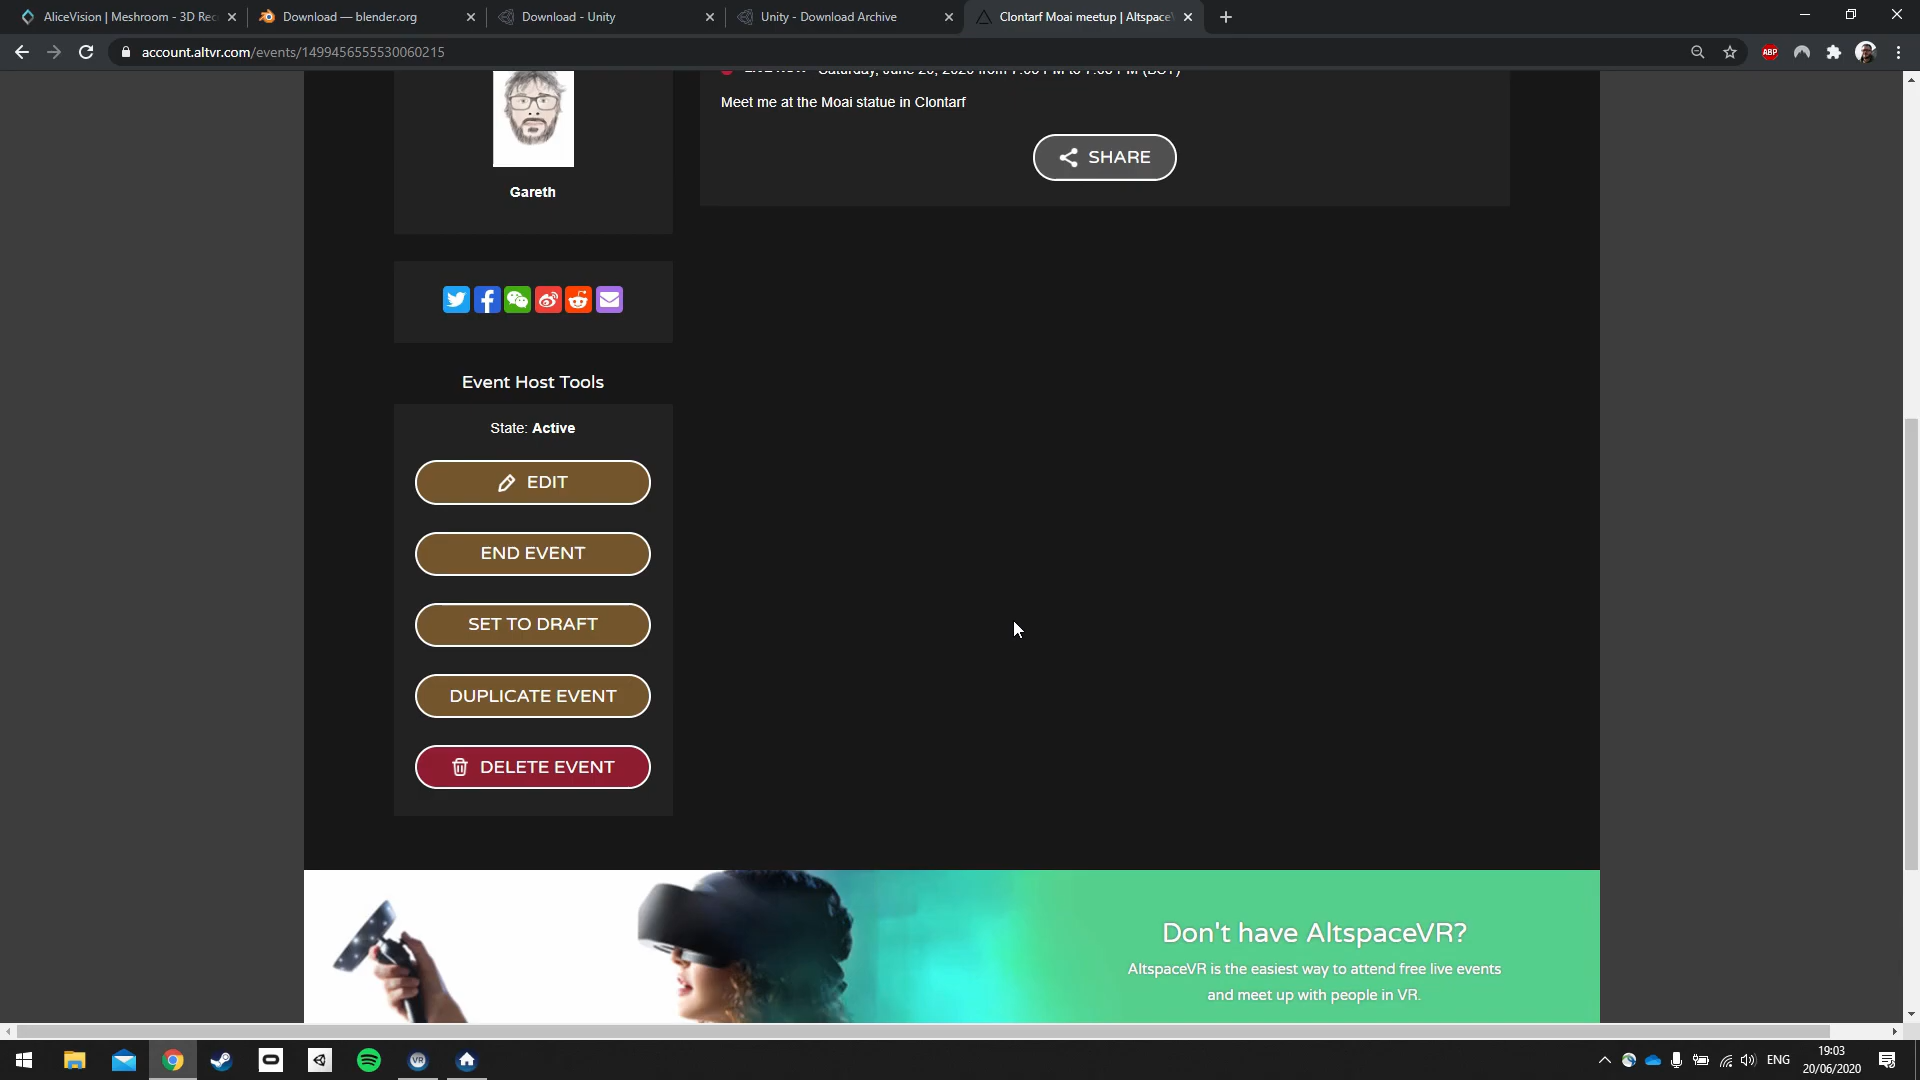 AliceVision | Meshroom - 3D Rec
Download — blender.org
Download - Unity
Unity - Download Archive
Clontarf Moai meetup | Altspace
account.altvr.com/events/1499456555530060215
ABP
Meet me at the Moai statue in Clontarf
SHARE
Gareth
Event Host Tools
State: Active
EDIT
END EVENT
SET TO DRAFT
DUPLICATE EVENT
DELETE EVENT
Don't have AltspaceVR?
AltspaceVR is the easiest way to attend free live events
and meet up with people in VR.
VR
ENG
19:03
20/06/2020